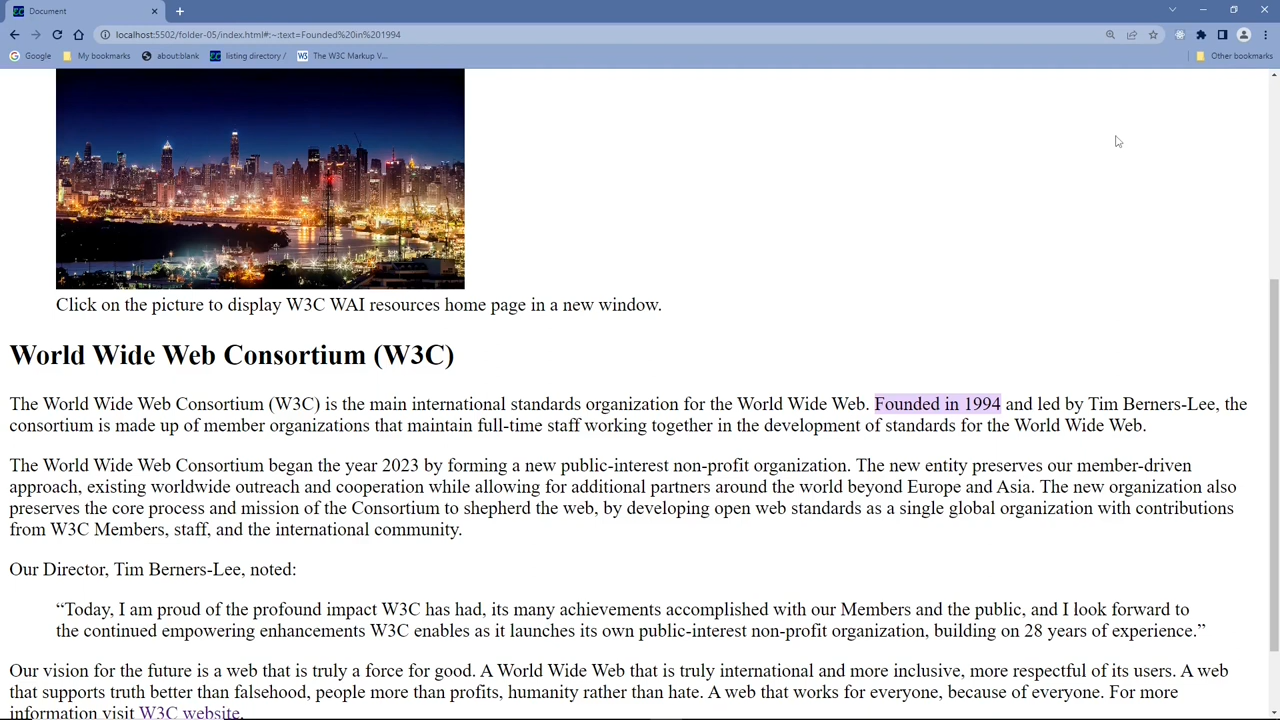 Document
localhost:5502/folder-05/index.html#:~:text=Founded%20in%201994
Google
My bookmarks
about:blank
listing directory /
The W3C Markup V...
Other bookmarks
Click on the picture to display W3C WAI resources home page in a new window.
World Wide Web Consortium (W3C)
The World Wide Web Consortium (W3C) is the main international standards organization for the World Wide Web. Founded in 1994 and led by Tim Berners-Lee, the
consortium is made up of member organizations that maintain full-time staff working together in the development of standards for the World Wide Web.
The World Wide Web Consortium began the year 2023 by forming a new public-interest non-profit organization. The new entity preserves our member-driven
approach, existing worldwide outreach and cooperation while allowing for additional partners around the world beyond Europe and Asia. The new organization also
preserves the core process and mission of the Consortium to shepherd the web, by developing open web standards as a single global organization with contributions
from W3C Members, staff, and the international community.
Our Director, Tim Berners-Lee, noted:
“Today, I am proud of the profound impact W3C has had, its many achievements accomplished with our Members and the public, and I look forward to
the continued empowering enhancements W3C enables as it launches its own public-interest non-profit organization, building on 28 years of experience.”
Our vision for the future is a web that is truly a force for good. A World Wide Web that is truly international and more inclusive, more respectful of its users. A web
that supports truth better than falsehood, people more than profits, humanity rather than hate. A web that works for everyone, because of everyone. For more
information visit W3C website.